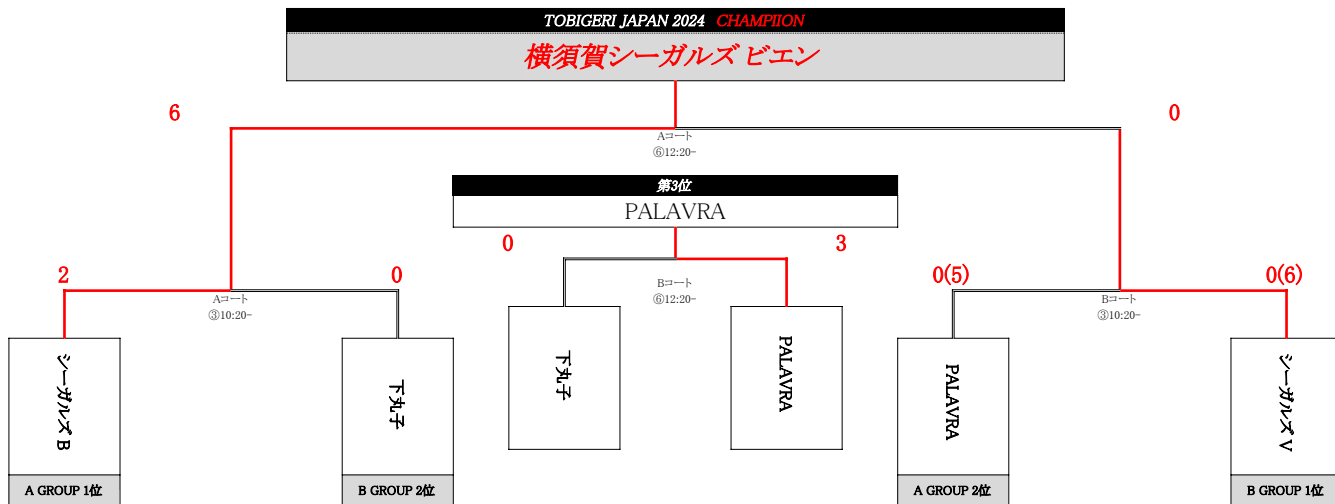 TOBIGERI JAPAN 2024 CHAMPIION
横須賀シーガルズ ビエン
6
0
Aコート
⑥12:20-
第3位
PALAVRA
0
3
2
0
0(5)
0(6)
Aコート
③10:20-
Bコート
⑥12:20-
Bコート
③10:20-
シーガルズ B
下丸子
下丸子
PALAVRA
PALAVRA
シーガルズ V
A GROUP 1位
B GROUP 2位
A GROUP 2位
B GROUP 1位